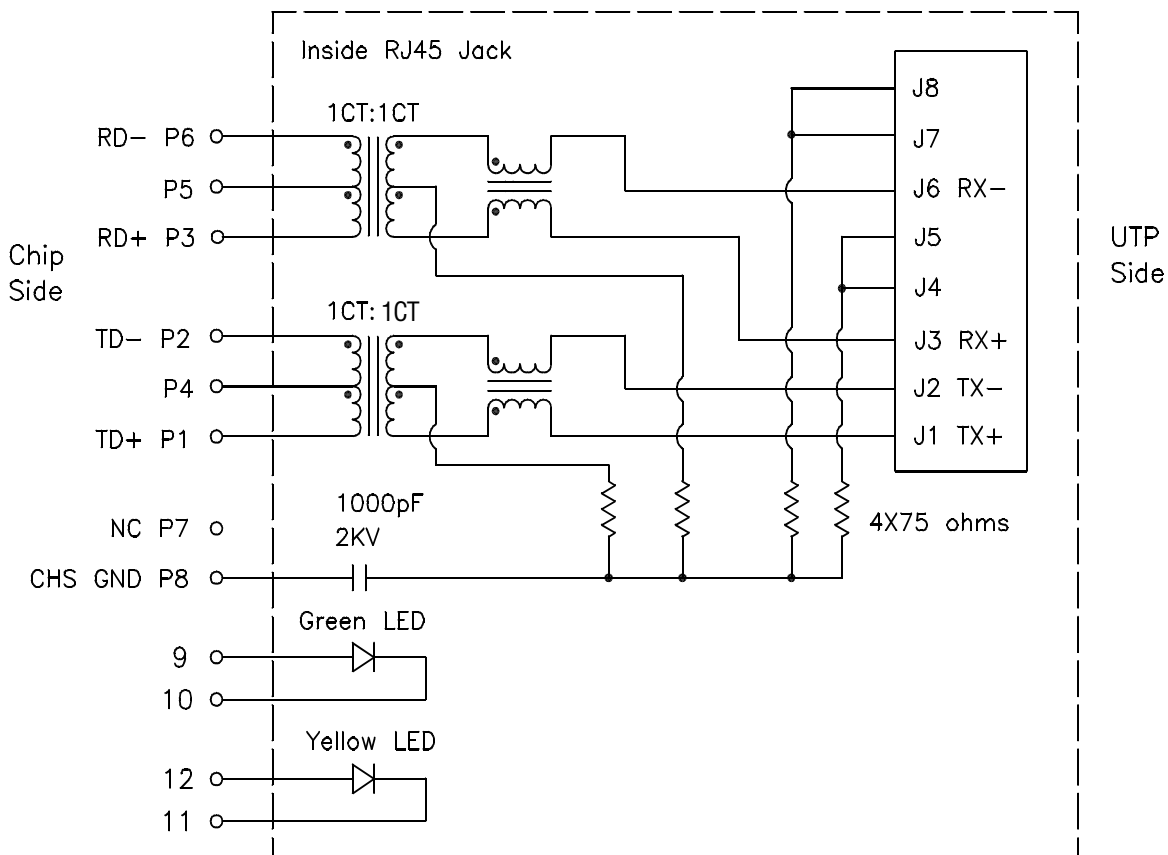 Inside RJ45 Jack
1CT:1CT
RD- P6
P5
RD+ P3
Chip
Side
1CT:1CT
TD- P2
P4
TD+ P1
NC P7
CHS GND P8
1000pF
2KV
Green LED
9
10
Yellow LED
12
11
J8
J7
J6 RX-
J5
J4
J3 RX+
J2 TX-
J1 TX+
4X75 ohms
UTP
Side